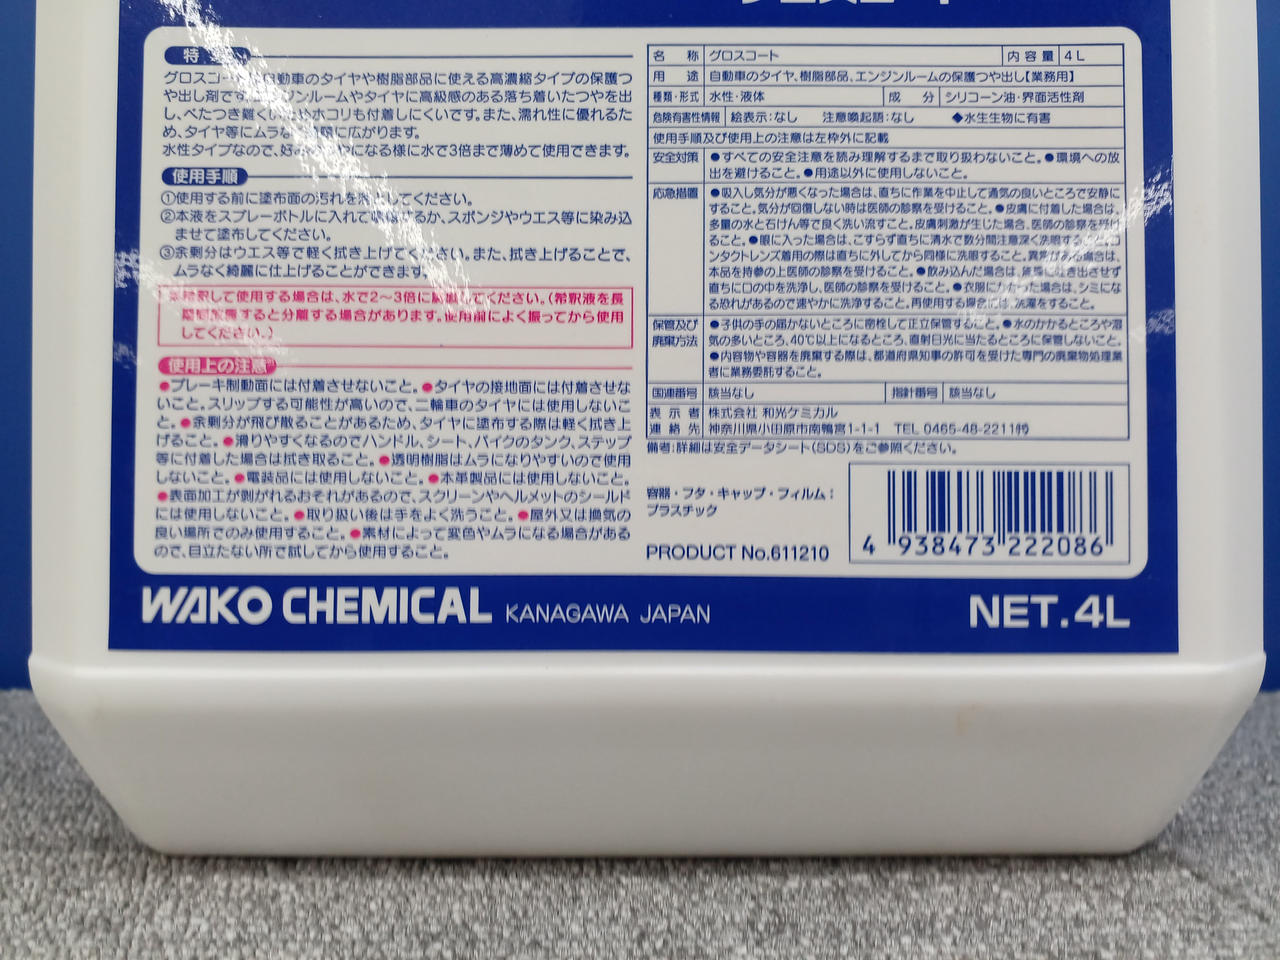 特
グロスコー 自動車のタイヤや樹脂部品に使える高濃縮タイプの保護つ
や出し剤です ンジンルームやタイヤに高級感のある落ち着いたつやを出
し、べたつき難く やホコリも付着しにくいです。また、濡れ性に優れるた
め、タイヤ等にムラな 限に広がります。
水性タイプなので、好み やになる様に水で3倍まで薄めて使用できます。
使用手順
①使用する前に塗布面の汚れを落としてください。
②本液をスプレーボトルに入れて噴霧するか、スポンジやウエス等に染み込
ませて塗布してください。
③余剰分はウエス等で軽く拭き上げてください。また、拭き上げることで、
ムラなく綺麗に仕上げることができます。
※希釈して使用する場合は、水で2〜3倍に してください。(希釈液を長
期間放置すると分離する場合があります。使用前によく振ってから使用
してください。)
使用上の注意
●ブレーキ制動面には付着させないこと。●タイヤの接地面には付着させな
いこと。スリップする可能性が高いので、二輪車のタイヤには使用しないこ
と。●余剰分が飛び散ることがあるため、タイヤに塗布する際は軽く拭き上
げること。●滑りやすくなるのでハンドル、シート、バイクのタンク、ステップ
等に付着した場合は拭き取ること。●透明樹脂はムラになりやすいので使用
しないこと。●電装品には使用しないこと。●本革製品には使用しないこと。
●表面加工が剥がれるおそれがあるので、スクリーンやヘルメットのシールド
には使用しないこと。●取り扱い後は手をよく洗うこと。●屋外又は換気の
良い場所でのみ使用すること。●素材によって変色やムラになる場合がある
ので、目立たない所で試してから使用すること。
名 称 グロスコート 内容量 4L
用 途 自動車のタイヤ、樹脂部品、エンジンルームの保護つや出し【業務用】
種類・形式 水性・液体 成 分 シリコーン油・界面活性剤
危険有害性情報 絵表示:なし 注意喚起語:なし ◆水生生物に有害
使用手順及び使用上の注意は左枠外に記載
安全対策 ●すべての安全注意を読み理解するまで取り扱わないこと。●環境への放
出を避けること。●用途以外に使用しないこと。
応急措置 ●吸入し気分が悪くなった場合は、直ちに作業を中止して通気の良いところで安静に
すること。気分が回復しない時は医師の診察を受けること。●皮膚に付着した場合は、
多量の水と石けん等で良く洗い流すこと。皮膚刺激が生じた場合、医師の診察を受け
ること。●眼に入った場合は、こすらず直ちに清水で数分間注意深く洗眼すること。コ
ンタクトレンズ着用の際は直ちに外してから同様に洗眼すること。異常がある場合は、
本品を持参の上医師の診察を受けること。●飲み込んだ場合は、無理に吐き出させず
直ちに口の中を洗浄し、医師の診察を受けること。●衣服にかかった場合は、シミにな
る恐れがあるので速やかに洗浄すること。再使用する場合には、洗濯をすること。
保管及び廃棄方法 ●子供の手の届かないところに密栓して正立保管すること。●水のかかるところや湿
気の多いところ、40℃以上になるところ、直射日光に当たるところに保管しないこと。
●内容物や容器を廃棄する際は、都道府県知事の許可を受けた専門の廃棄物処理業
者に業務委託すること。
国連番号 該当なし 指針番号 該当なし
表示者 株式会社 和光ケミカル
連絡先 神奈川県小田原市南鴨宮1-1-1 TEL 0465-48-2211㈹
備考:詳細は安全データシート(SDS)をご参照ください。
容器・フタ・キャップ・フィルム:
プラスチック
PRODUCT No.611210
4 938473 222086
WAKO CHEMICAL KANAGAWA JAPAN
NET.4L